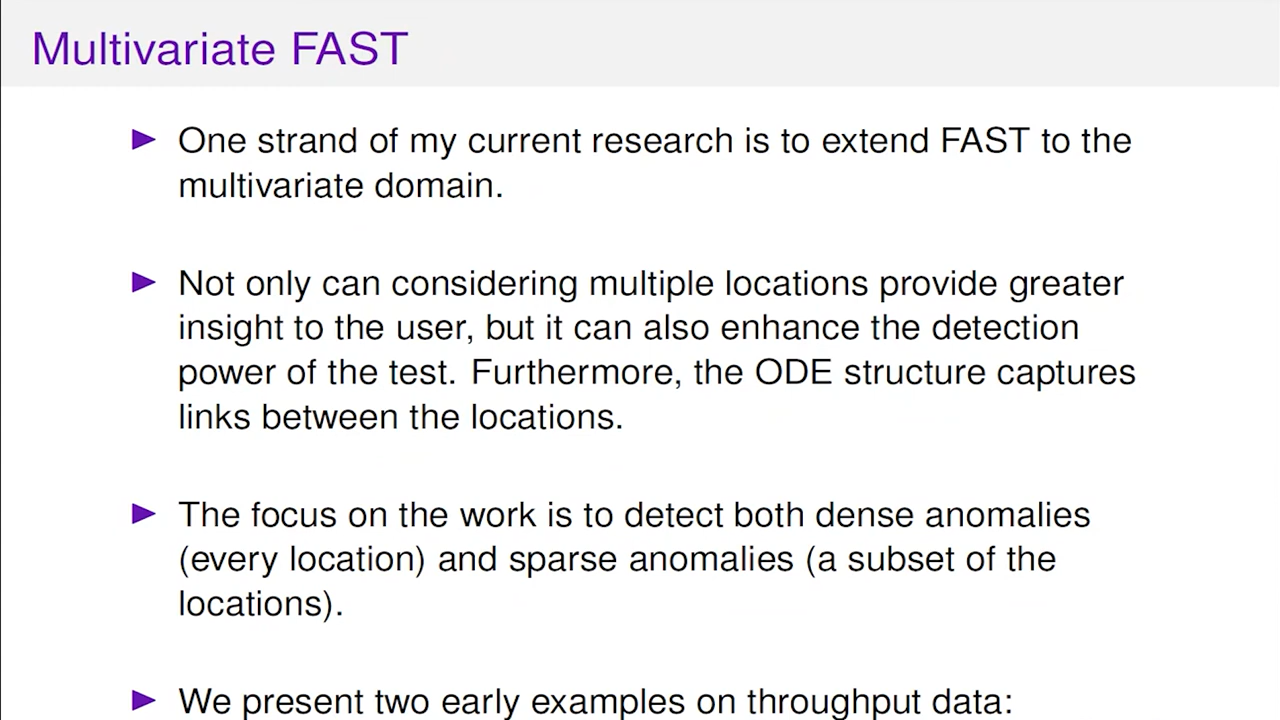 Multivariate FAST
One strand of my current research is to extend FAST to the
multivariate domain.
Not only can considering multiple locations provide greater
insight to the user, but it can also enhance the detection
power of the test. Furthermore, the ODE structure captures
links between the locations.
The focus on the work is to detect both dense anomalies
(every location) and sparse anomalies (a subset of the
locations).
We present two early examples on throughput data: